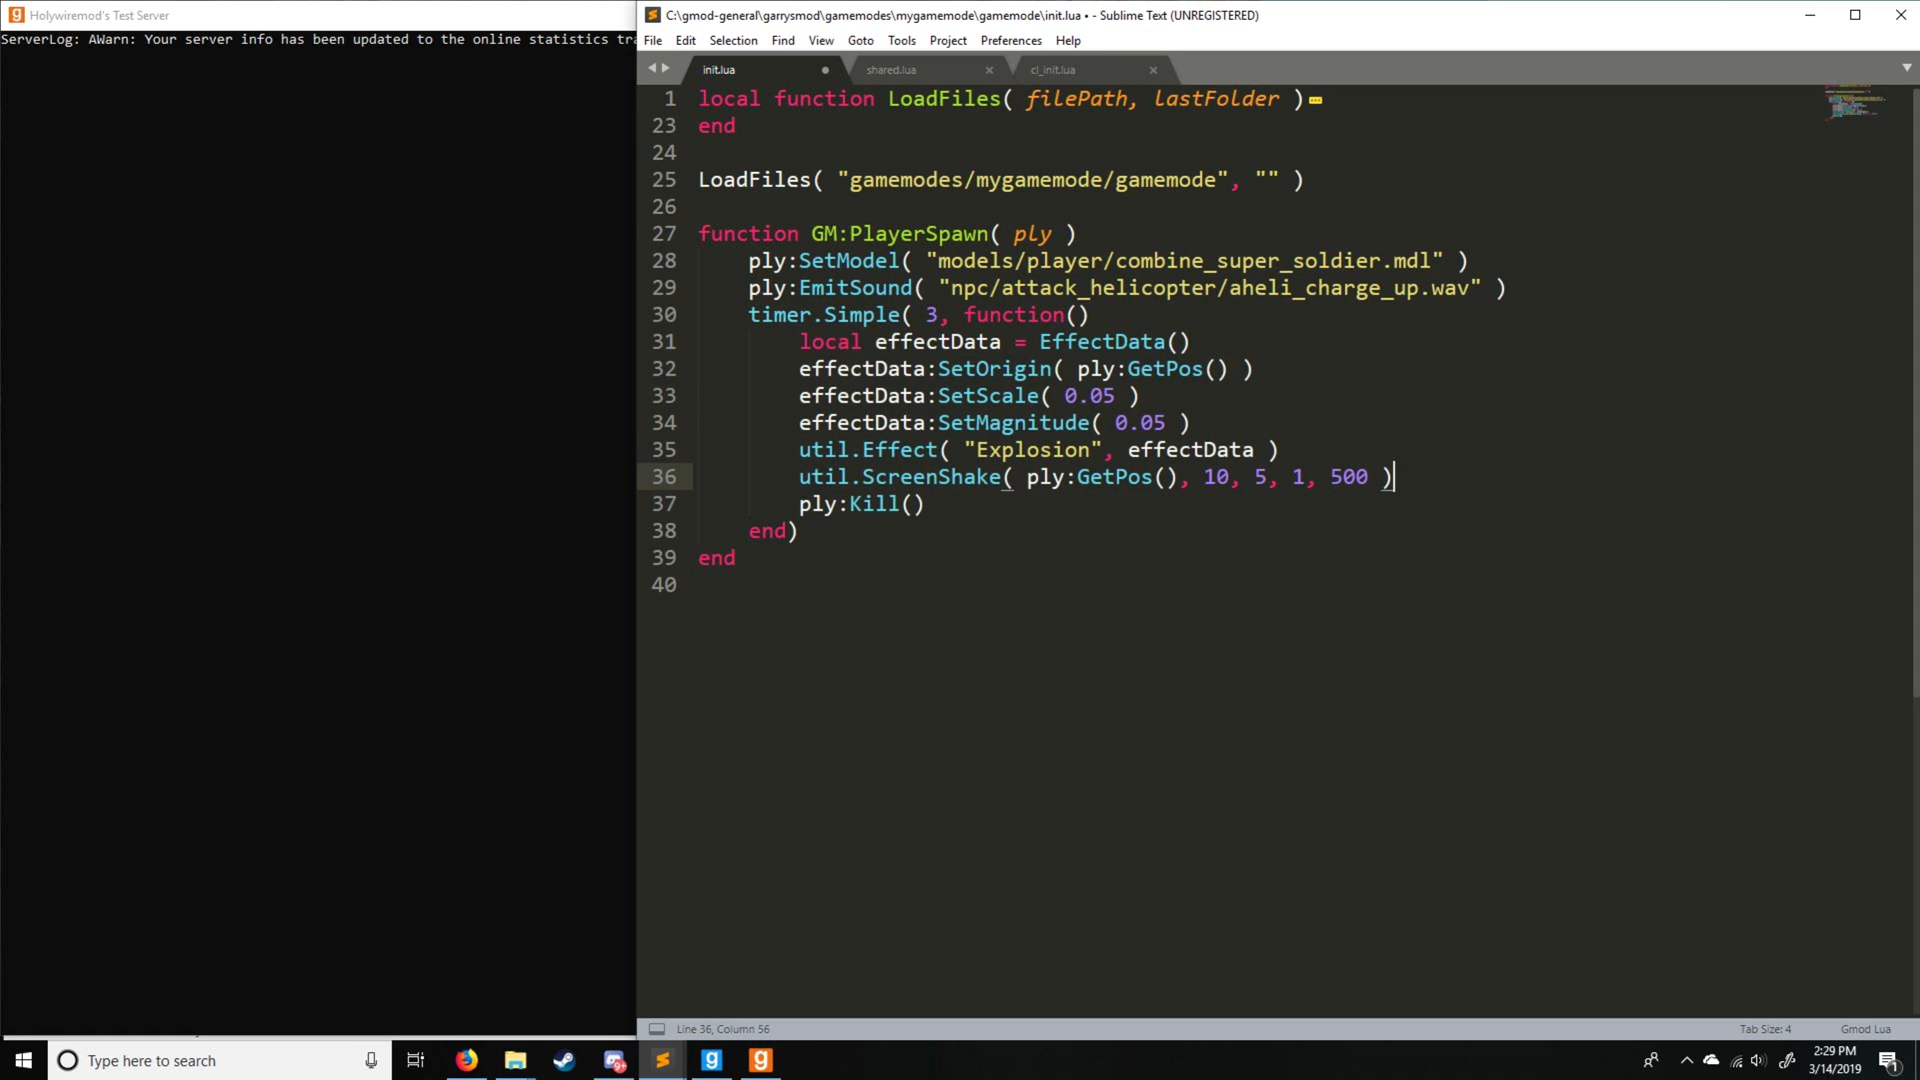 Holywiremod's Test Server
ServerLog: AWarn: Your server info has been updated to the online statistics tra
C:\gmod-general\garrysmod\gamemodes\mygamemode\gamemode\init.lua • - Sublime Text (UNREGISTERED)
File Edit Selection Find View Goto Tools Project Preferences Help
init.lua shared.lua cl_init.lua
1 local function LoadFiles( filePath, lastFolder )
23 end
24
25 LoadFiles( "gamemodes/mygamemode/gamemode", "" )
26
27 function GM:PlayerSpawn( ply )
28 ply:SetModel( "models/player/combine_super_soldier.mdl" )
29 ply:EmitSound( "npc/attack_helicopter/aheli_charge_up.wav" )
30 timer.Simple( 3, function()
31 local effectData = EffectData()
32 effectData:SetOrigin( ply:GetPos() )
33 effectData:SetScale( 0.05 )
34 effectData:SetMagnitude( 0.05 )
35 util.Effect( "Explosion", effectData )
36 util.ScreenShake( ply:GetPos(), 10, 5, 1, 500 )
37 ply:Kill()
38 end)
39 end
40
Line 36, Column 56 Tab Size: 4 Gmod Lua
Type here to search
2:29 PM
3/14/2019